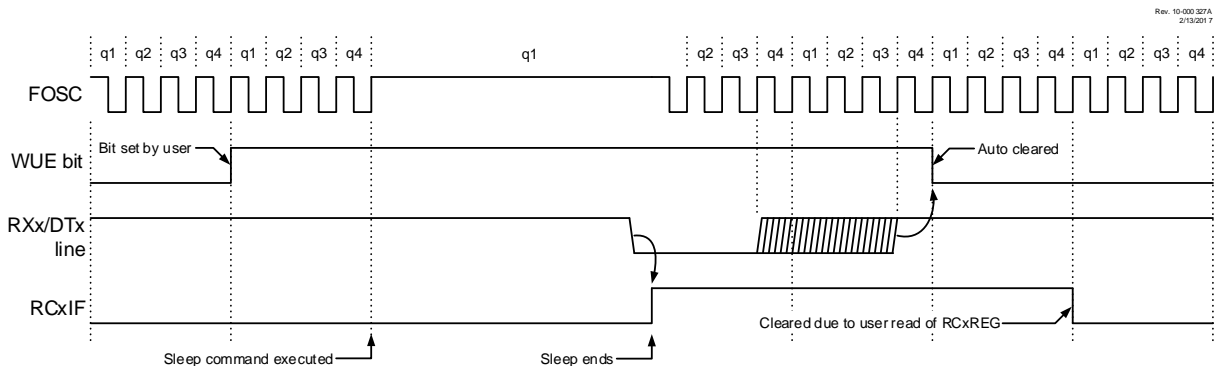 Rev. 10-000327A
2/13/2017
q1 q2 q3 q4 q1 q2 q3 q4 q1 q2 q3 q4 q1 q2 q3 q4 q1 q2 q3 q4 q1 q2 q3 q4
FOSC
Bit set by user
Auto cleared
WUE bit
RXx/DTx
line
RCxIF
Cleared due to user read of RCxREG
Sleep command executed
Sleep ends